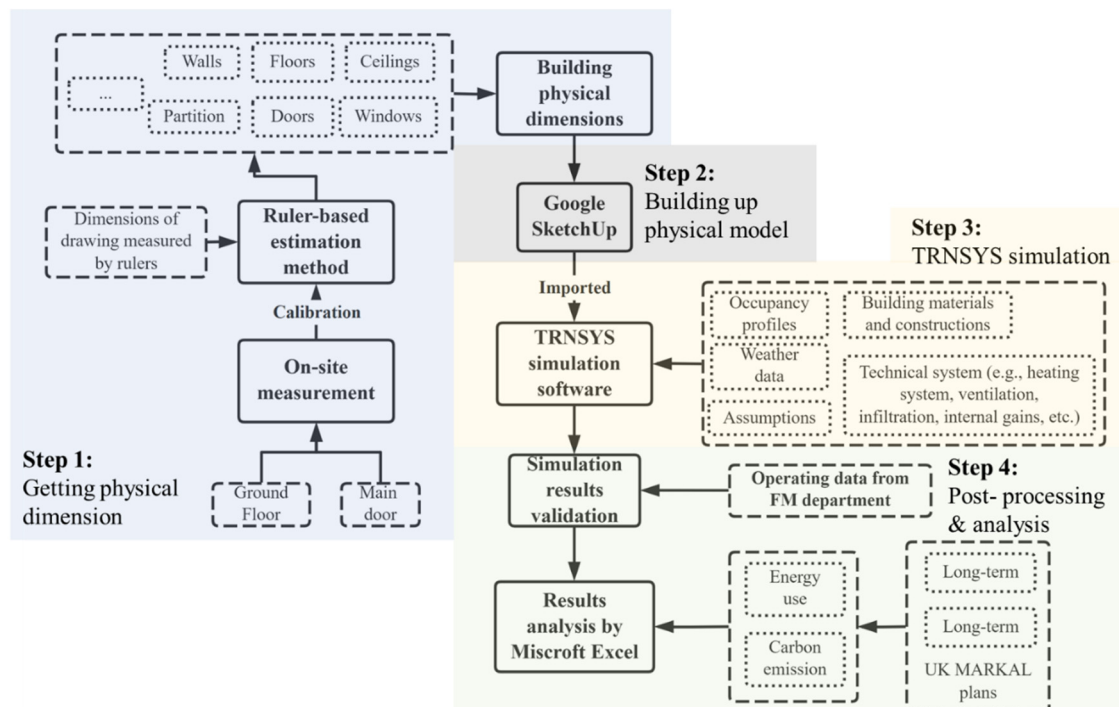 Walls
Floors
Ceilings
...
Partition
Doors
Windows
Building
physical
dimensions
Dimensions of
drawing measured
by rulers
Ruler-based
estimation
method
Calibration
On-site
measurement
Ground
Floor
Main
door
Step 1:
Getting physical
dimension
Step 2:
Building up
physical model
Google
SketchUp
Imported
Step 3:
TRNSYS simulation
TRNSYS
simulation
software
Occupancy
profiles
Building materials
and constructions
Weather
data
Technical system (e.g., heating
system, ventilation,
infiltration, internal gains, etc.)
Assumptions
Simulation
results
validation
Operating data from
FM department
Step 4:
Post- processing
& analysis
Results
analysis by
Miscroft Excel
Energy
use
Carbon
emission
Long-term
Long-term
UK MARKAL
plans